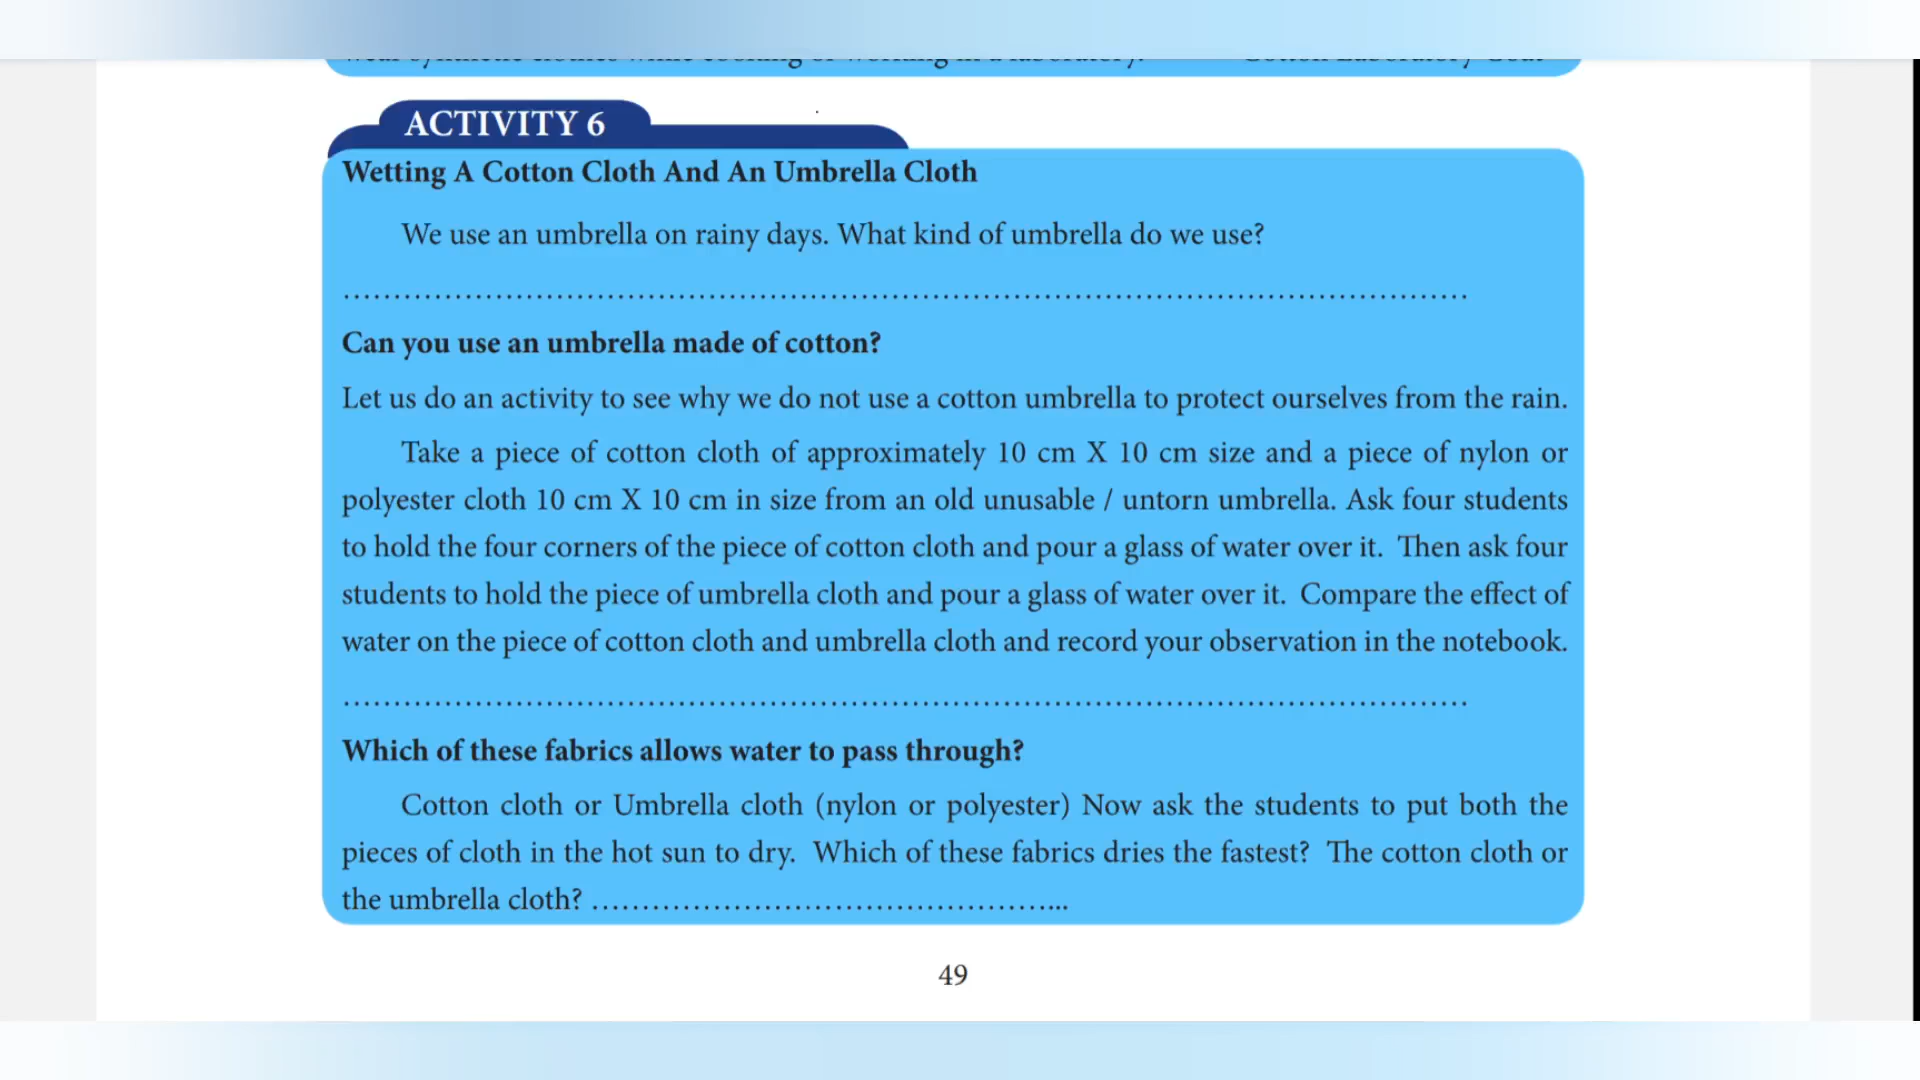 ACTIVITY 6
Wetting A Cotton Cloth And An Umbrella Cloth
We use an umbrella on rainy days. What kind of umbrella do we use?
………………………………………………………………………………………………
Can you use an umbrella made of cotton?
Let us do an activity to see why we do not use a cotton umbrella to protect ourselves from the rain.
Take a piece of cotton cloth of approximately 10 cm X 10 cm size and a piece of nylon or
polyester cloth 10 cm X 10 cm in size from an old unusable / untorn umbrella. Ask four students
to hold the four corners of the piece of cotton cloth and pour a glass of water over it. Then ask four
students to hold the piece of umbrella cloth and pour a glass of water over it. Compare the effect of
water on the piece of cotton cloth and umbrella cloth and record your observation in the notebook.
………………………………………………………………………………………………
Which of these fabrics allows water to pass through?
Cotton cloth or Umbrella cloth (nylon or polyester) Now ask the students to put both the
pieces of cloth in the hot sun to dry. Which of these fabrics dries the fastest? The cotton cloth or
the umbrella cloth? ………………………………………...
49